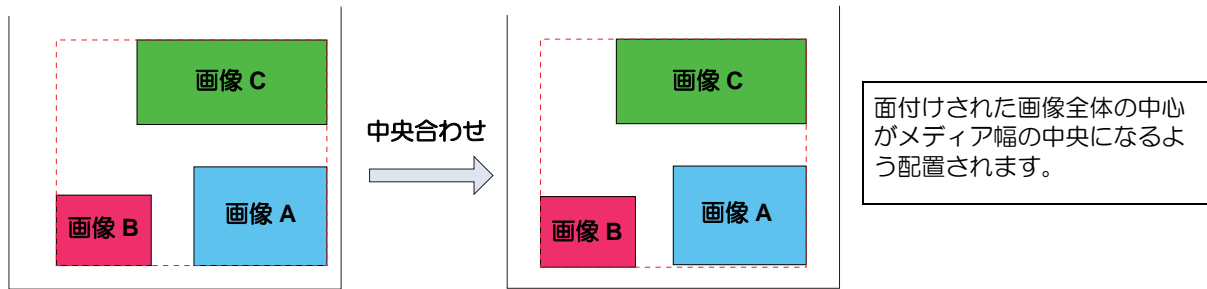 画像 C
画像 B
画像 A
中央合わせ
画像 C
画像 B
画像 A
面付けされた画像全体の中心
がメディア幅の中央になるよ
う配置されます。